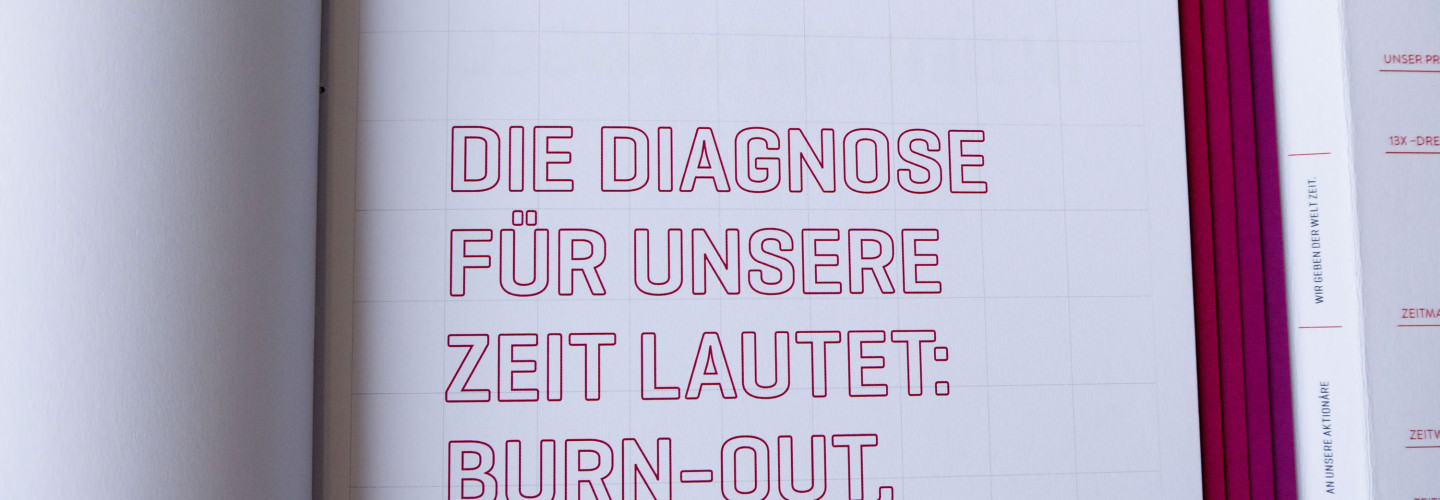 DIE DIAGNOSE
FÜR UNSERE
ZEIT LAUTET:
BURN-OUT.
WIR GEBEN DER WELT ZEIT.
AN UNSERE AKTIONÄRE
UNSER PR
13X -DRE
ZEITMA
ZEITW